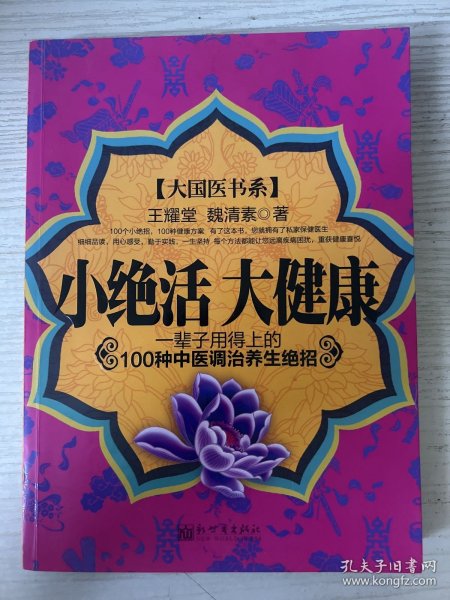 【大国医书系】
王耀堂 魏清素◎著
100个小绝招，100种健康方案 有了这本书，您就拥有了私家保健医生
细细品读，用心感受，勤于实践，一生坚持 每个方法都能让您远离疾病困扰，重获健康喜悦
小绝活 大健康
一辈子用得上的
100种中医调治养生绝招
新世界出版社
NEW WORLD PRESS
孔夫子旧书网
www.kongfz.com